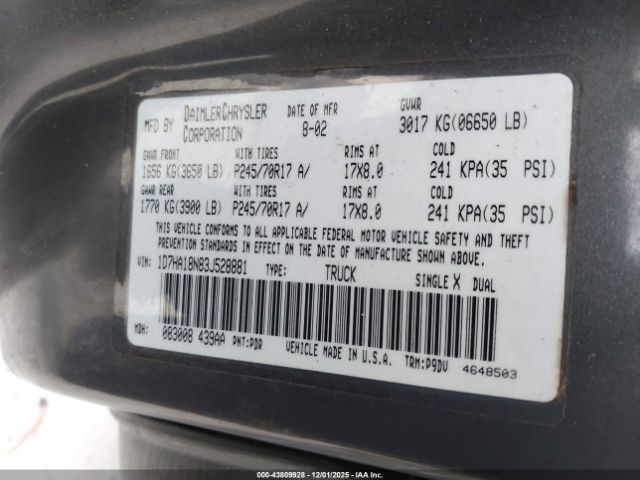 MFD BY DAIMLERCHRYSLER CORPORATION DATE OF MFR 8-02 GVWR 3017 KG(06650 LB)
GAWR FRONT WITH TIRES RIMS AT COLD
1656 KG(3650 LB) P245/70R17 A/ 17X8.0 241 KPA(35 PSI)
GAWR REAR WITH TIRES RIMS AT COLD
1770 KG(3900 LB) P245/70R17 A/ 17X8.0 241 KPA(35 PSI)
THIS VEHICLE CONFORMS TO ALL APPLICABLE FEDERAL MOTOR VEHICLE SAFETY AND THEFT
PREVENTION STANDARDS IN EFFECT ON THE DATE OF MANUFACTURE SHOWN ABOVE.
VIN: 1D7HA18N83J528881 TYPE: TRUCK SINGLE X DUAL
MDH: 083008 439AA PNT:PDR VEHICLE MADE IN U.S.A. TRM:P9DV 4648503
000-43809928 - 12/01/2025 - IAAI.COM